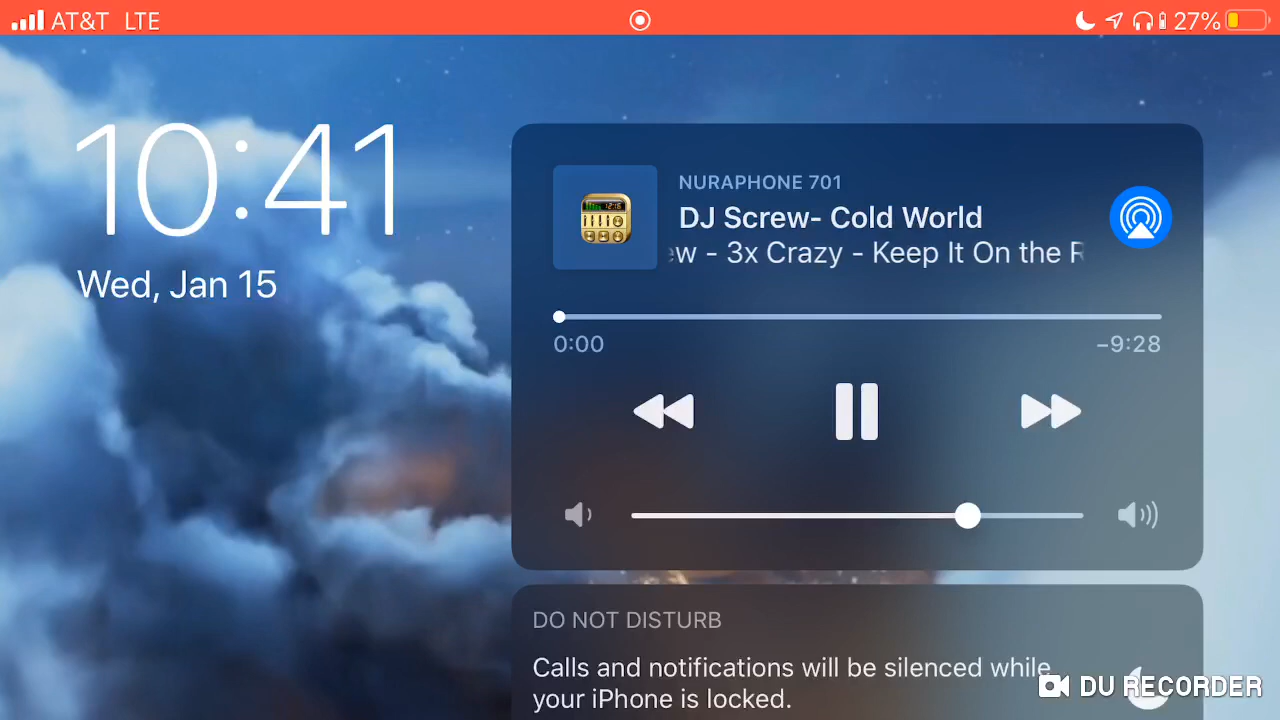 AT&T LTE
27%
10:41
Wed, Jan 15
NURAPHONE 701
DJ Screw- Cold World
ew - 3x Crazy - Keep It On the R
0:00
-9:28
DO NOT DISTURB
Calls and notifications will be silenced while
your iPhone is locked.
DU RECORDER